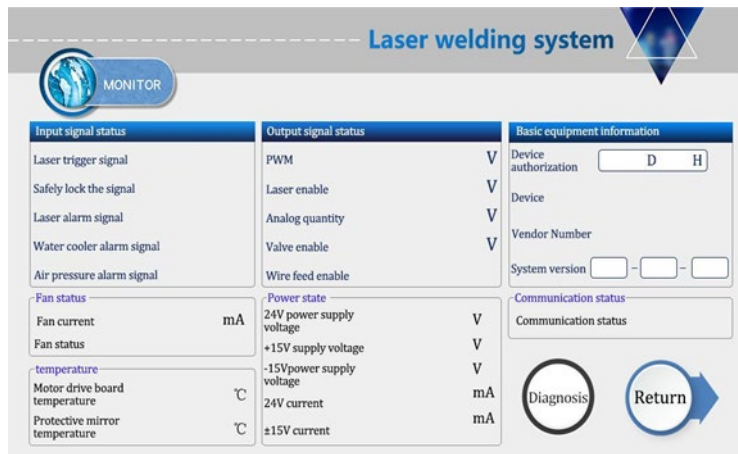 Laser welding system
MONITOR
Input signal status
Laser trigger signal
Safely lock the signal
Laser alarm signal
Water cooler alarm signal
Air pressure alarm signal
Output signal status
PWM V
Laser enable V
Analog quantity V
Valve enable V
Wire feed enable
Basic equipment information
Device
authorization D H
Device
Vendor Number
System version - -
Fan status
Fan current mA
Fan status
temperature
Motor drive board
temperature ℃
Protective mirror
temperature ℃
Power state
24V power supply
voltage V
+15V supply voltage V
-15Vpower supply
voltage V
24V current mA
±15V current mA
Communication status
Communication status
Diagnosis
Return